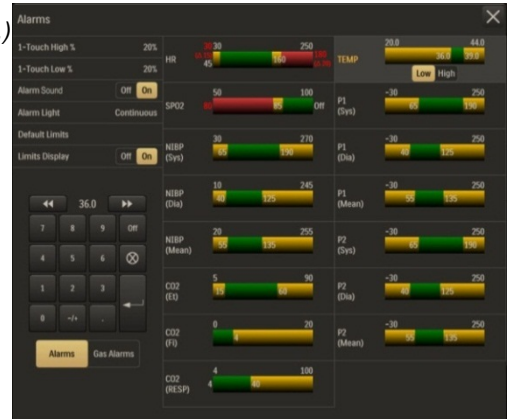 Alarms
1-Touch High % 20%
1-Touch Low % 20%
Alarm Sound Off On
Alarm Light Continuous
Default Limits
Limits Display Off On
36.0
7 8 9 Off
4 5 6
1 2 3
0 -/+ .
Alarms Gas Alarms
HR 30 250
45 160
SPO2 50 100
85 Off
NIBP (Sys) 30 270
65 190
NIBP (Dia) 10 245
40 125
NIBP (Mean) 20 255
55 135
CO2 (Et) 5 90
15 60
CO2 (Fi) 0 20
4
CO2 (RESP) 4 100
4 40
TEMP 20.0 44.0
36.0 39.0
Low High
P1 (Sys) -30 250
65 190
P1 (Dia) -30 250
40 125
P1 (Mean) -30 250
55 135
P2 (Sys) -30 250
65 190
P2 (Dia) -30 250
40 125
P2 (Mean) -30 250
55 135